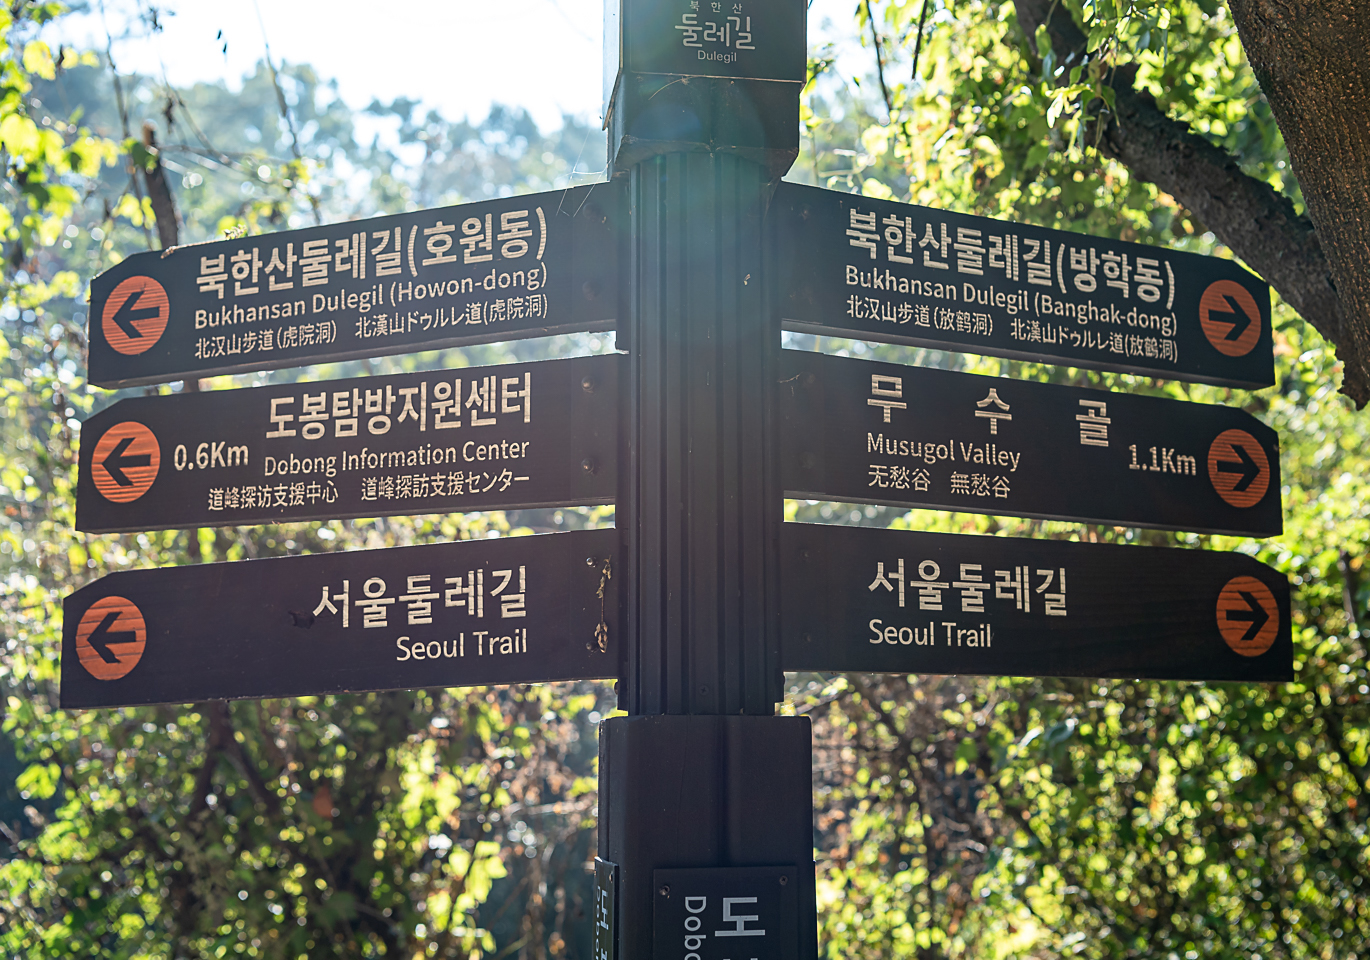 북한산
둘레길
Dulegil
북한산둘레길(호원동)
Bukhansan Dulegil (Howon-dong)
北汉山步道(虎院洞) 北漢山ドゥルレ道(虎院洞)
0.6Km 도봉탐방지원센터
Dobong Information Center
道峰探访支援中心 道峰探訪支援センター
서울둘레길
Seoul Trail
북한산둘레길(방학동)
Bukhansan Dulegil (Banghak-dong)
北汉山步道(放鹤洞) 北漢山ドゥルレ道(放鶴洞)
무 수 골
Musugol Valley 1.1Km
无愁谷 無愁谷
서울둘레길
Seoul Trail
도
Dob